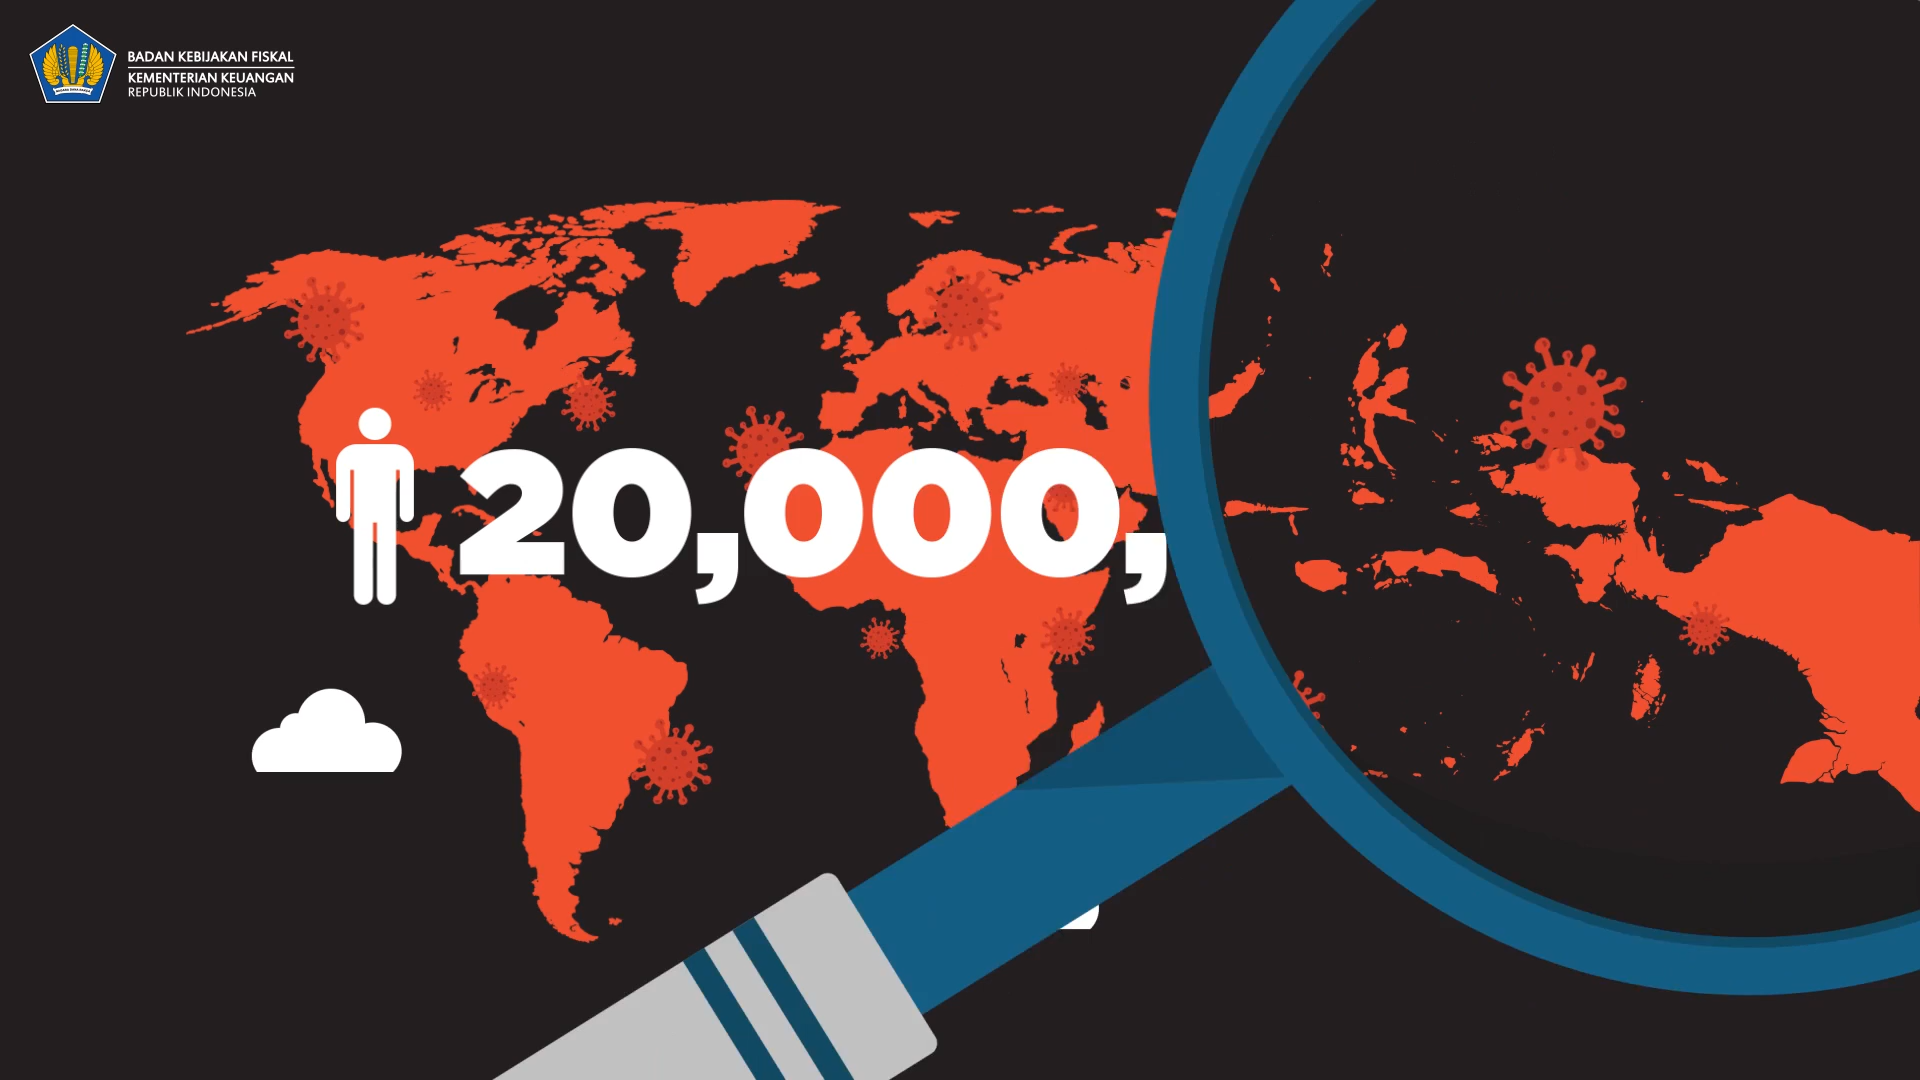 BADAN KEBIJAKAN FISKAL
KEMENTERIAN KEUANGAN
REPUBLIK INDONESIA
20,000,